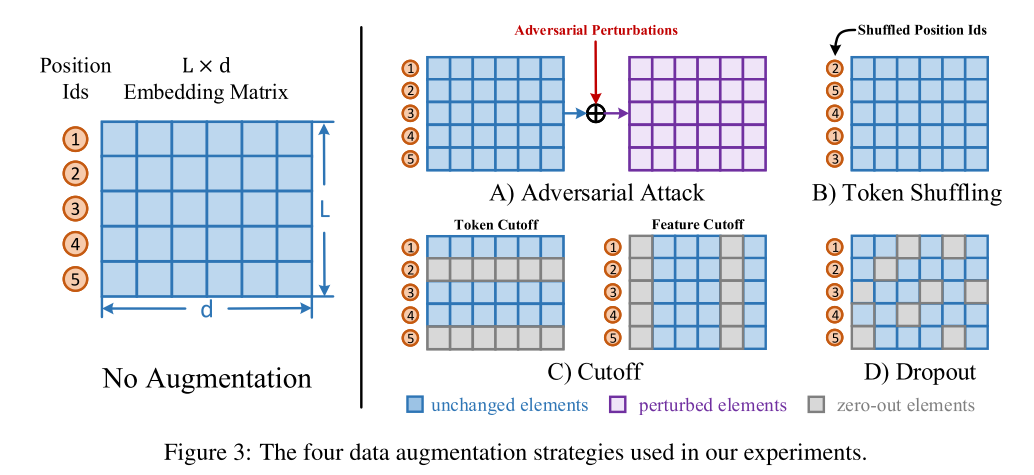 Position
Ids
L × d
Embedding Matrix
1
2
3
4
5
L
d
No Augmentation
Adversarial Perturbations
1
2
3
4
5
A) Adversarial Attack
Shuffled Position Ids
2
5
4
1
3
B) Token Shuffling
Token Cutoff
1
2
3
4
5
Feature Cutoff
1
2
3
4
5
C) Cutoff
1
2
3
4
5
D) Dropout
unchanged elements
perturbed elements
zero-out elements
Figure 3: The four data augmentation strategies used in our experiments.